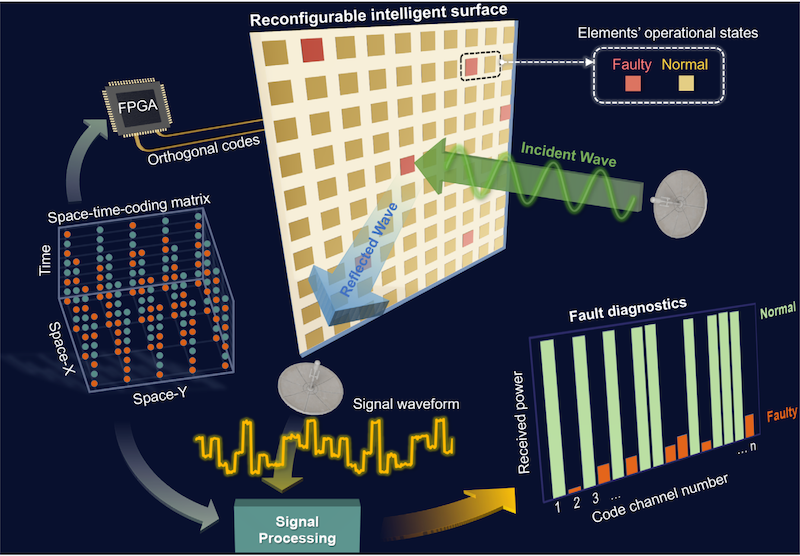 Reconfigurable intelligent surface
Elements' operational states
Faulty Normal
FPGA
Orthogonal codes
Incident Wave
Reflected Wave
Space-time-coding matrix
Time
Space-X
Space-Y
Signal waveform
Signal
Processing
Fault diagnostics
Normal
Faulty
Received power
1 2 3 ... ... n
Code channel number